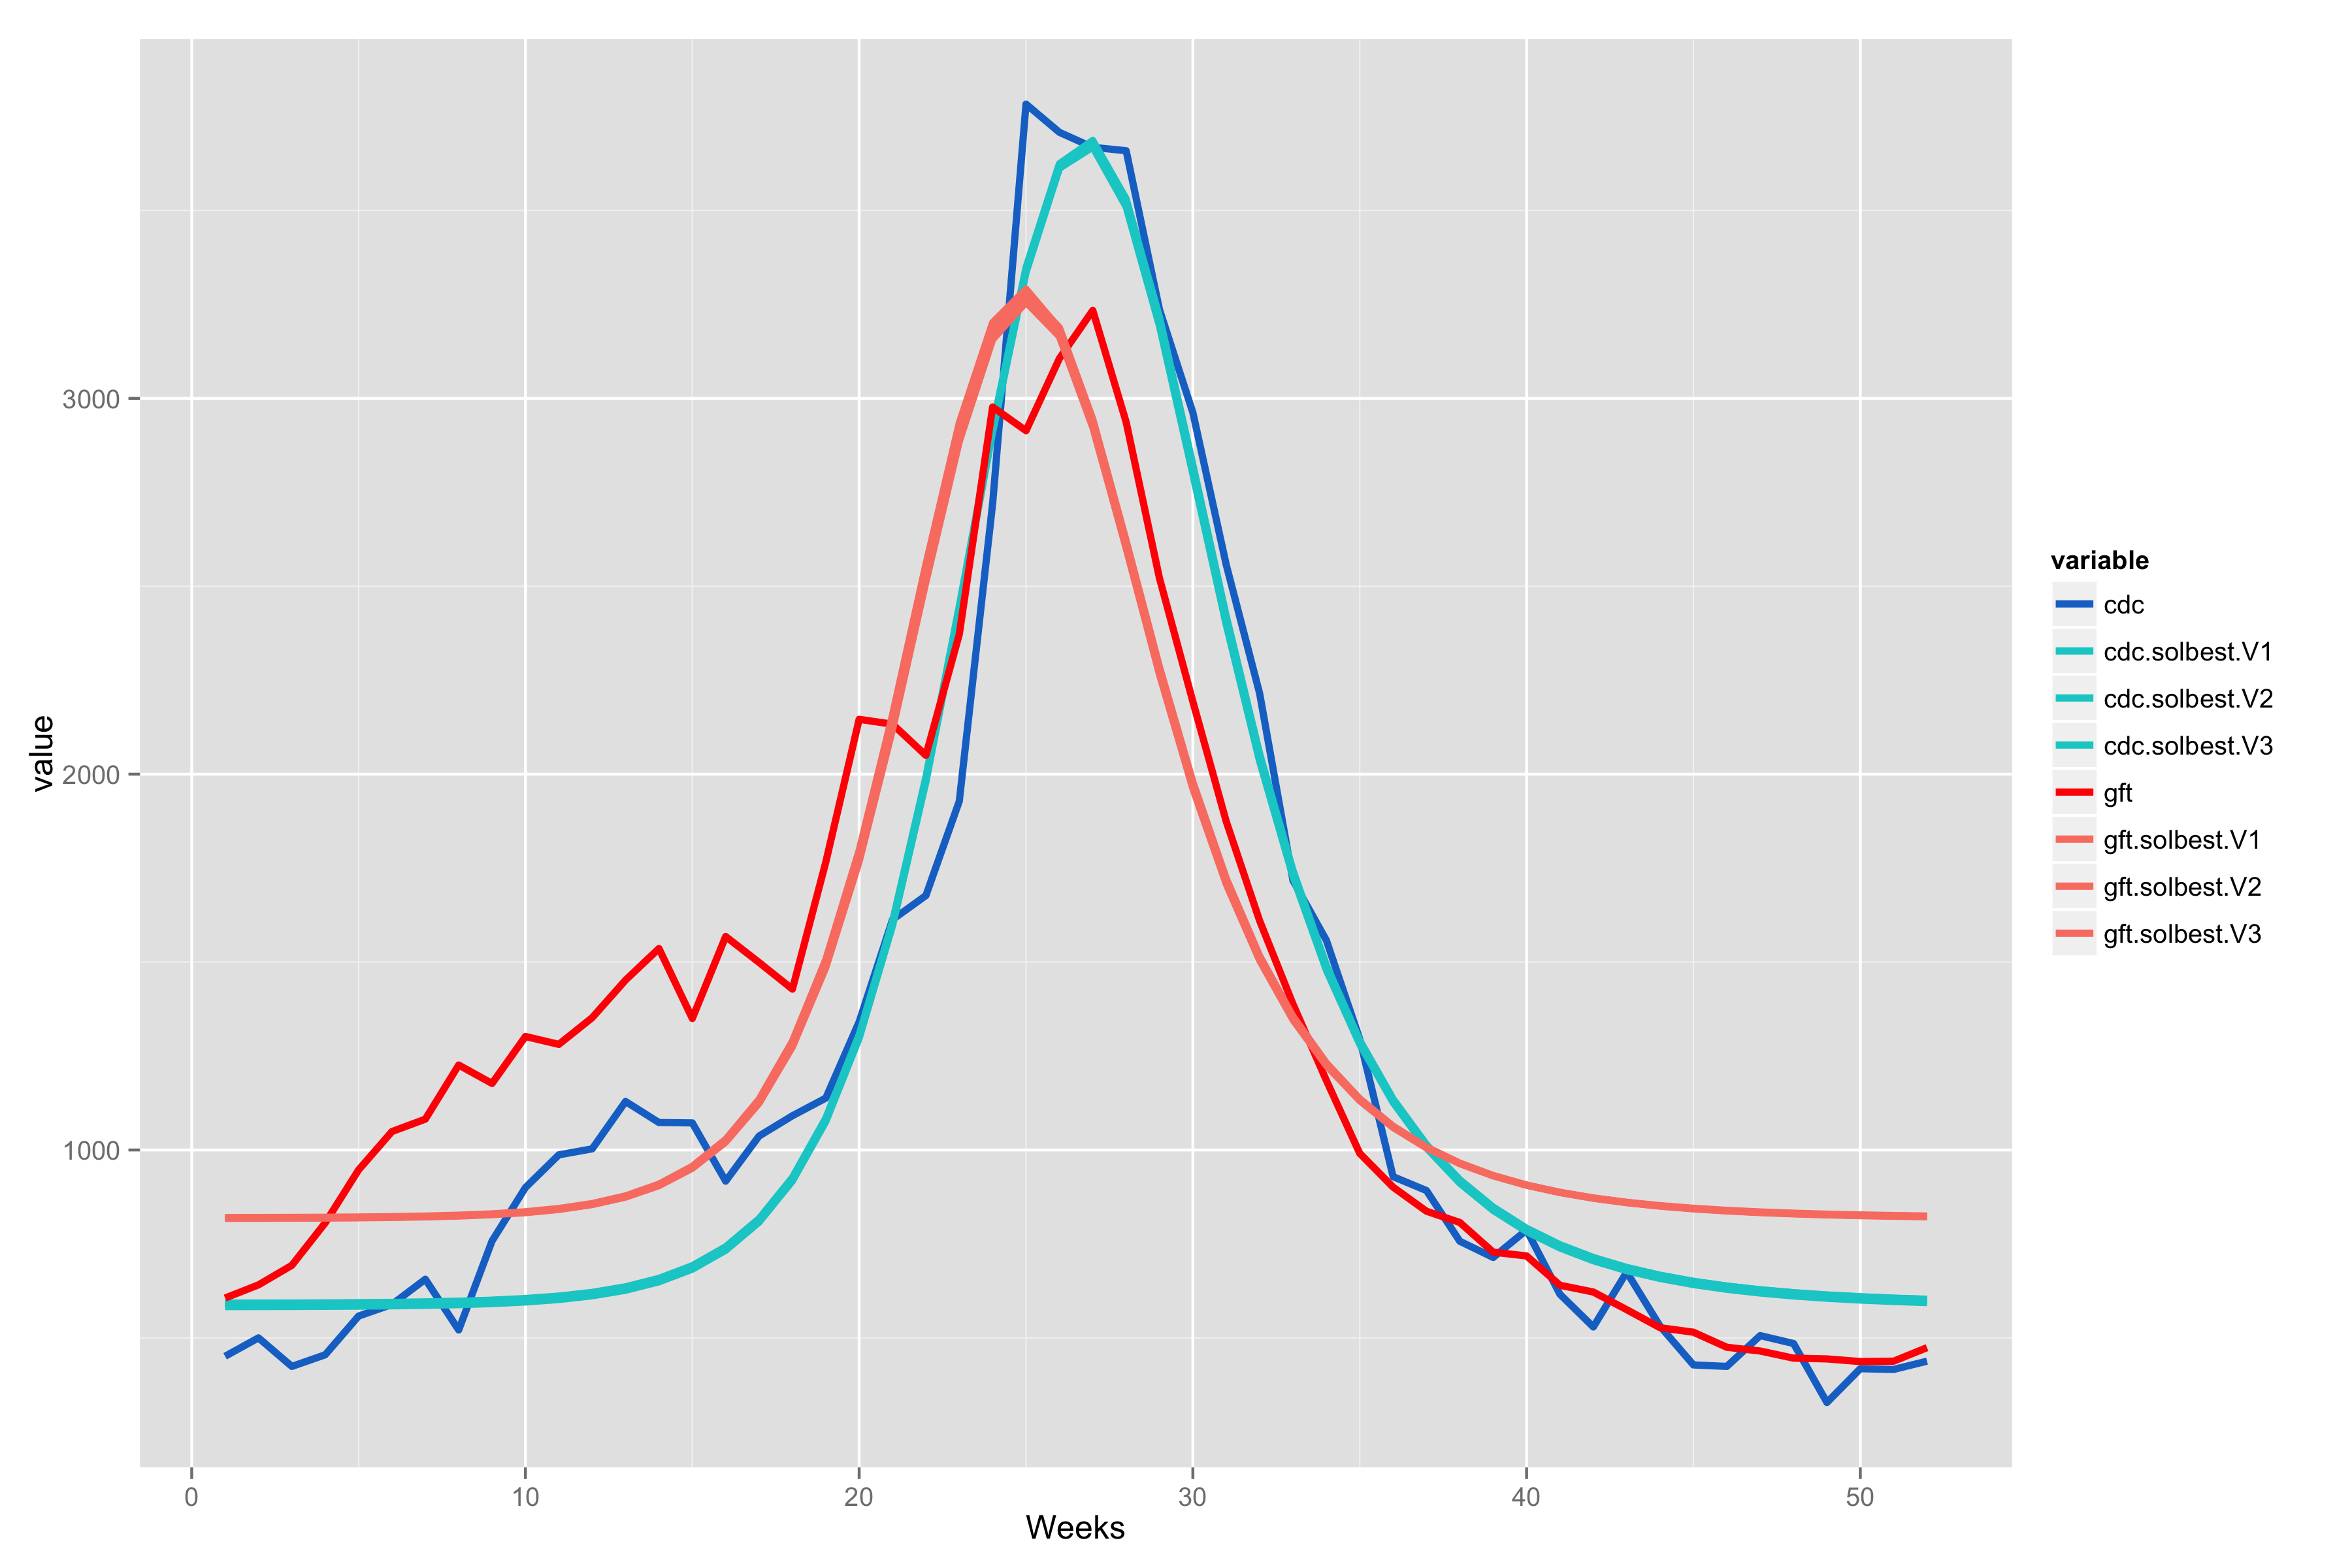 3000
2000
1000
value
0 10 20 30 40 50
Weeks
variable
cdc
cdc.solbest.V1
cdc.solbest.V2
cdc.solbest.V3
gft
gft.solbest.V1
gft.solbest.V2
gft.solbest.V3